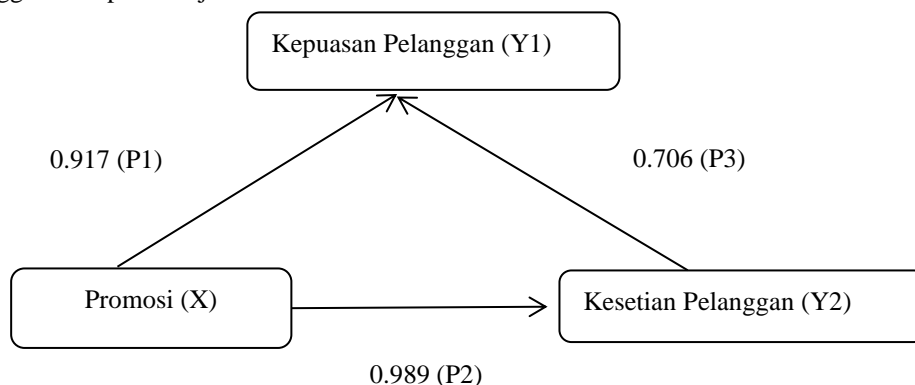 Kepuasan Pelanggan (Y1)
0.917 (P1)
0.706 (P3)
Promosi (X)
Kesetian Pelanggan (Y2)
0.989 (P2)